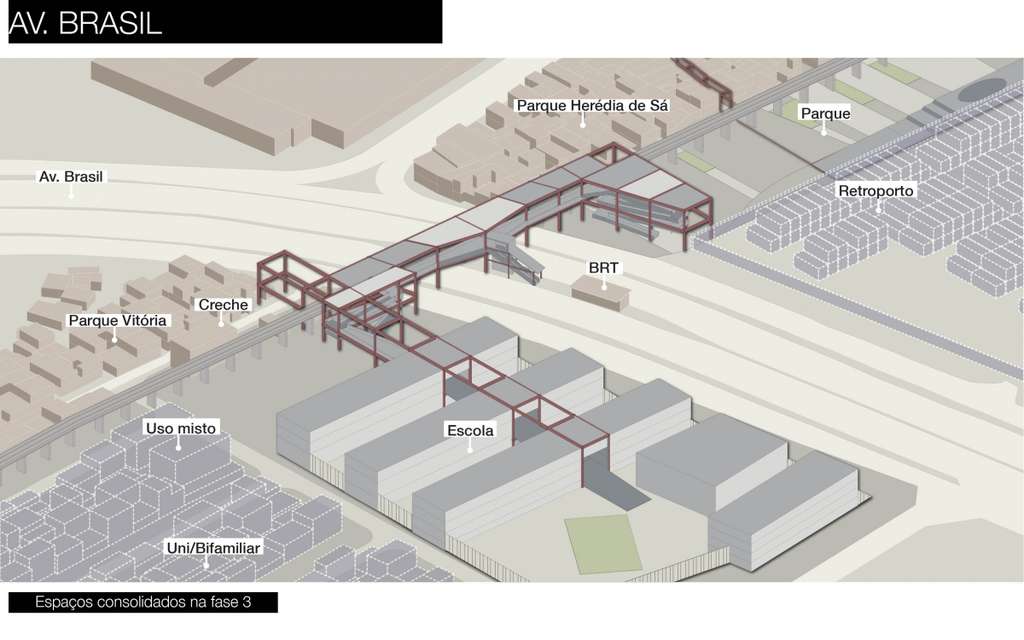 AV. BRASIL
Parque Herédia de Sá
Parque
Av. Brasil
Retroporto
BRT
Creche
Parque Vitória
Uso misto
Escola
Uni/Bifamiliar
Espaços consolidados na fase 3